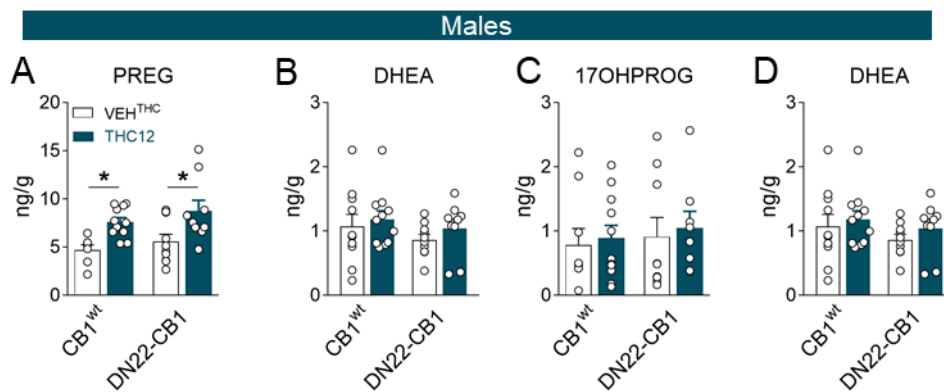 Males
A PREG
B DHEA
C 17OHPROG
D DHEA
ng/g
20
15
10
5
0
VEH^THC
THC12
*
*
CB1^wt
DN22-CB1
ng/g
3
2
1
0
CB1^wt
DN22-CB1
ng/g
3
2
1
0
CB1^wt
DN22-CB1
ng/g
3
2
1
0
CB1^wt
DN22-CB1